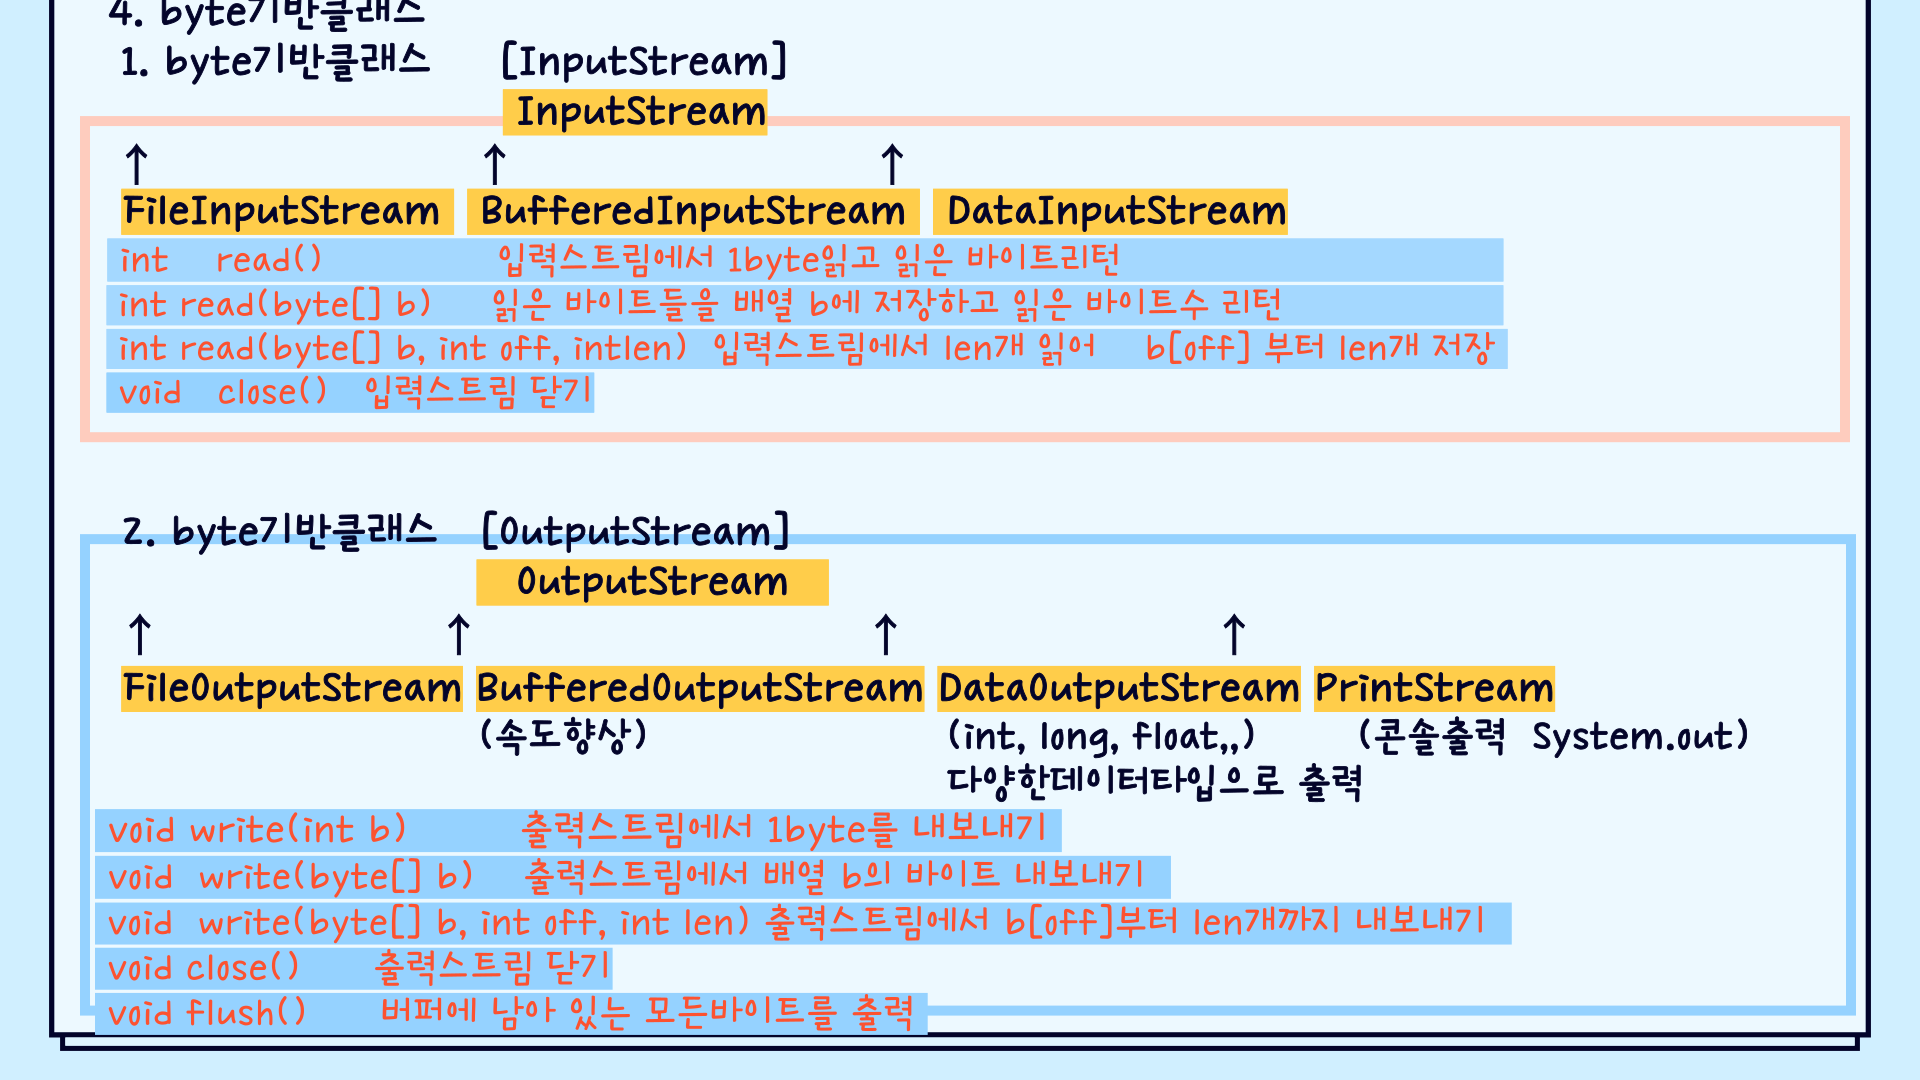 4. byte기반클래스
1. byte기반클래스 [InputStream]
InputStream
↑ ↑ ↑
FileInputStream BufferedInputStream DataInputStream
int read() 입력스트림에서 1byte읽고 읽은 바이트리턴
int read(byte[] b) 읽은 바이트들을 배열 b에 저장하고 읽은 바이트수 리턴
int read(byte[] b, int off, intlen) 입력스트림에서 len개 읽어 b[off] 부터 len개 저장
void close() 입력스트림 닫기
2. byte기반클래스 [OutputStream]
OutputStream
↑ ↑ ↑ ↑
FileOutputStream BufferedOutputStream DataOutputStream PrintStream
(속도향상) (int, long, float,,,) (콘솔출력 System.out)
다양한데이터타입으로 출력
void write(int b) 출력스트림에서 1byte를 내보내기
void write(byte[] b) 출력스트림에서 배열 b의 바이트 내보내기
void write(byte[] b, int off, int len) 출력스트림에서 b[off]부터 len개까지 내보내기
void close() 출력스트림 닫기
void flush() 버퍼에 남아 있는 모든바이트를 출력